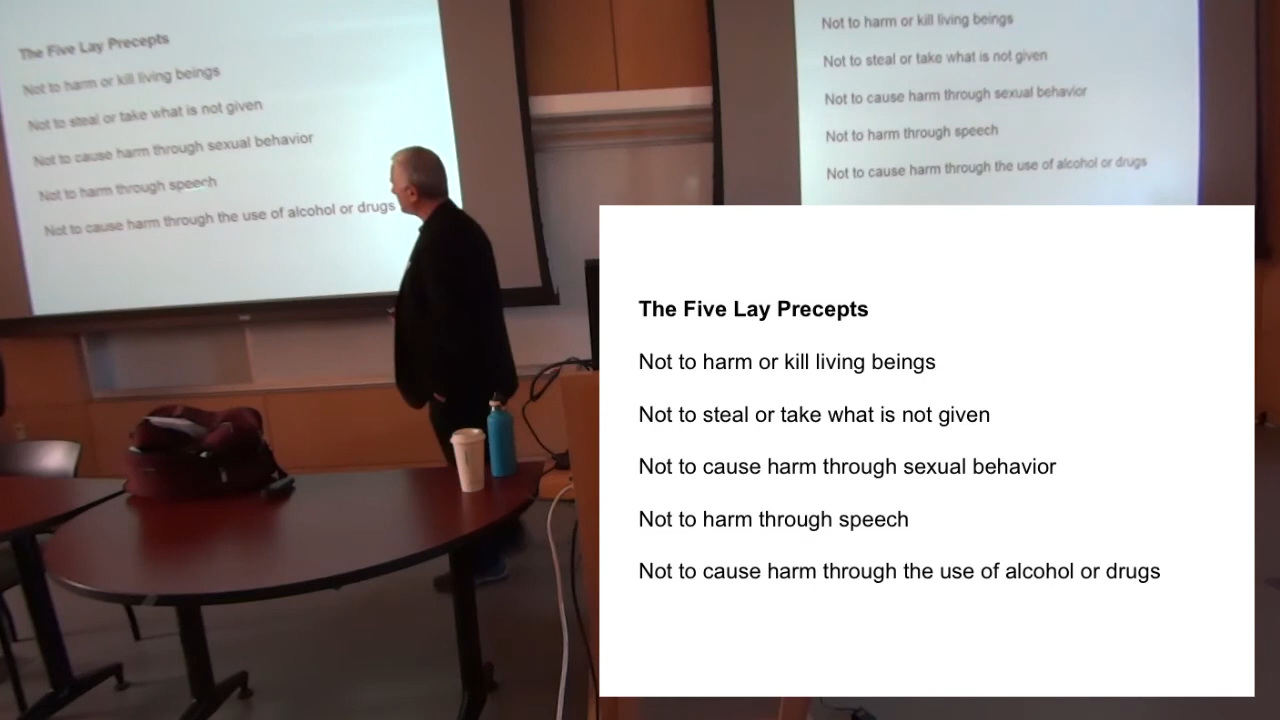 The Five Lay Precepts
Not to harm or kill living beings
Not to steal or take what is not given
Not to cause harm through sexual behavior
Not to harm through speech
Not to cause harm through the use of alcohol or drugs
Not to harm or kill living beings
Not to steal or take what is not given
Not to cause harm through sexual behavior
Not to harm through speech
Not to cause harm through the use of alcohol or drugs
The Five Lay Precepts
Not to harm or kill living beings
Not to steal or take what is not given
Not to cause harm through sexual behavior
Not to harm through speech
Not to cause harm through the use of alcohol or drugs